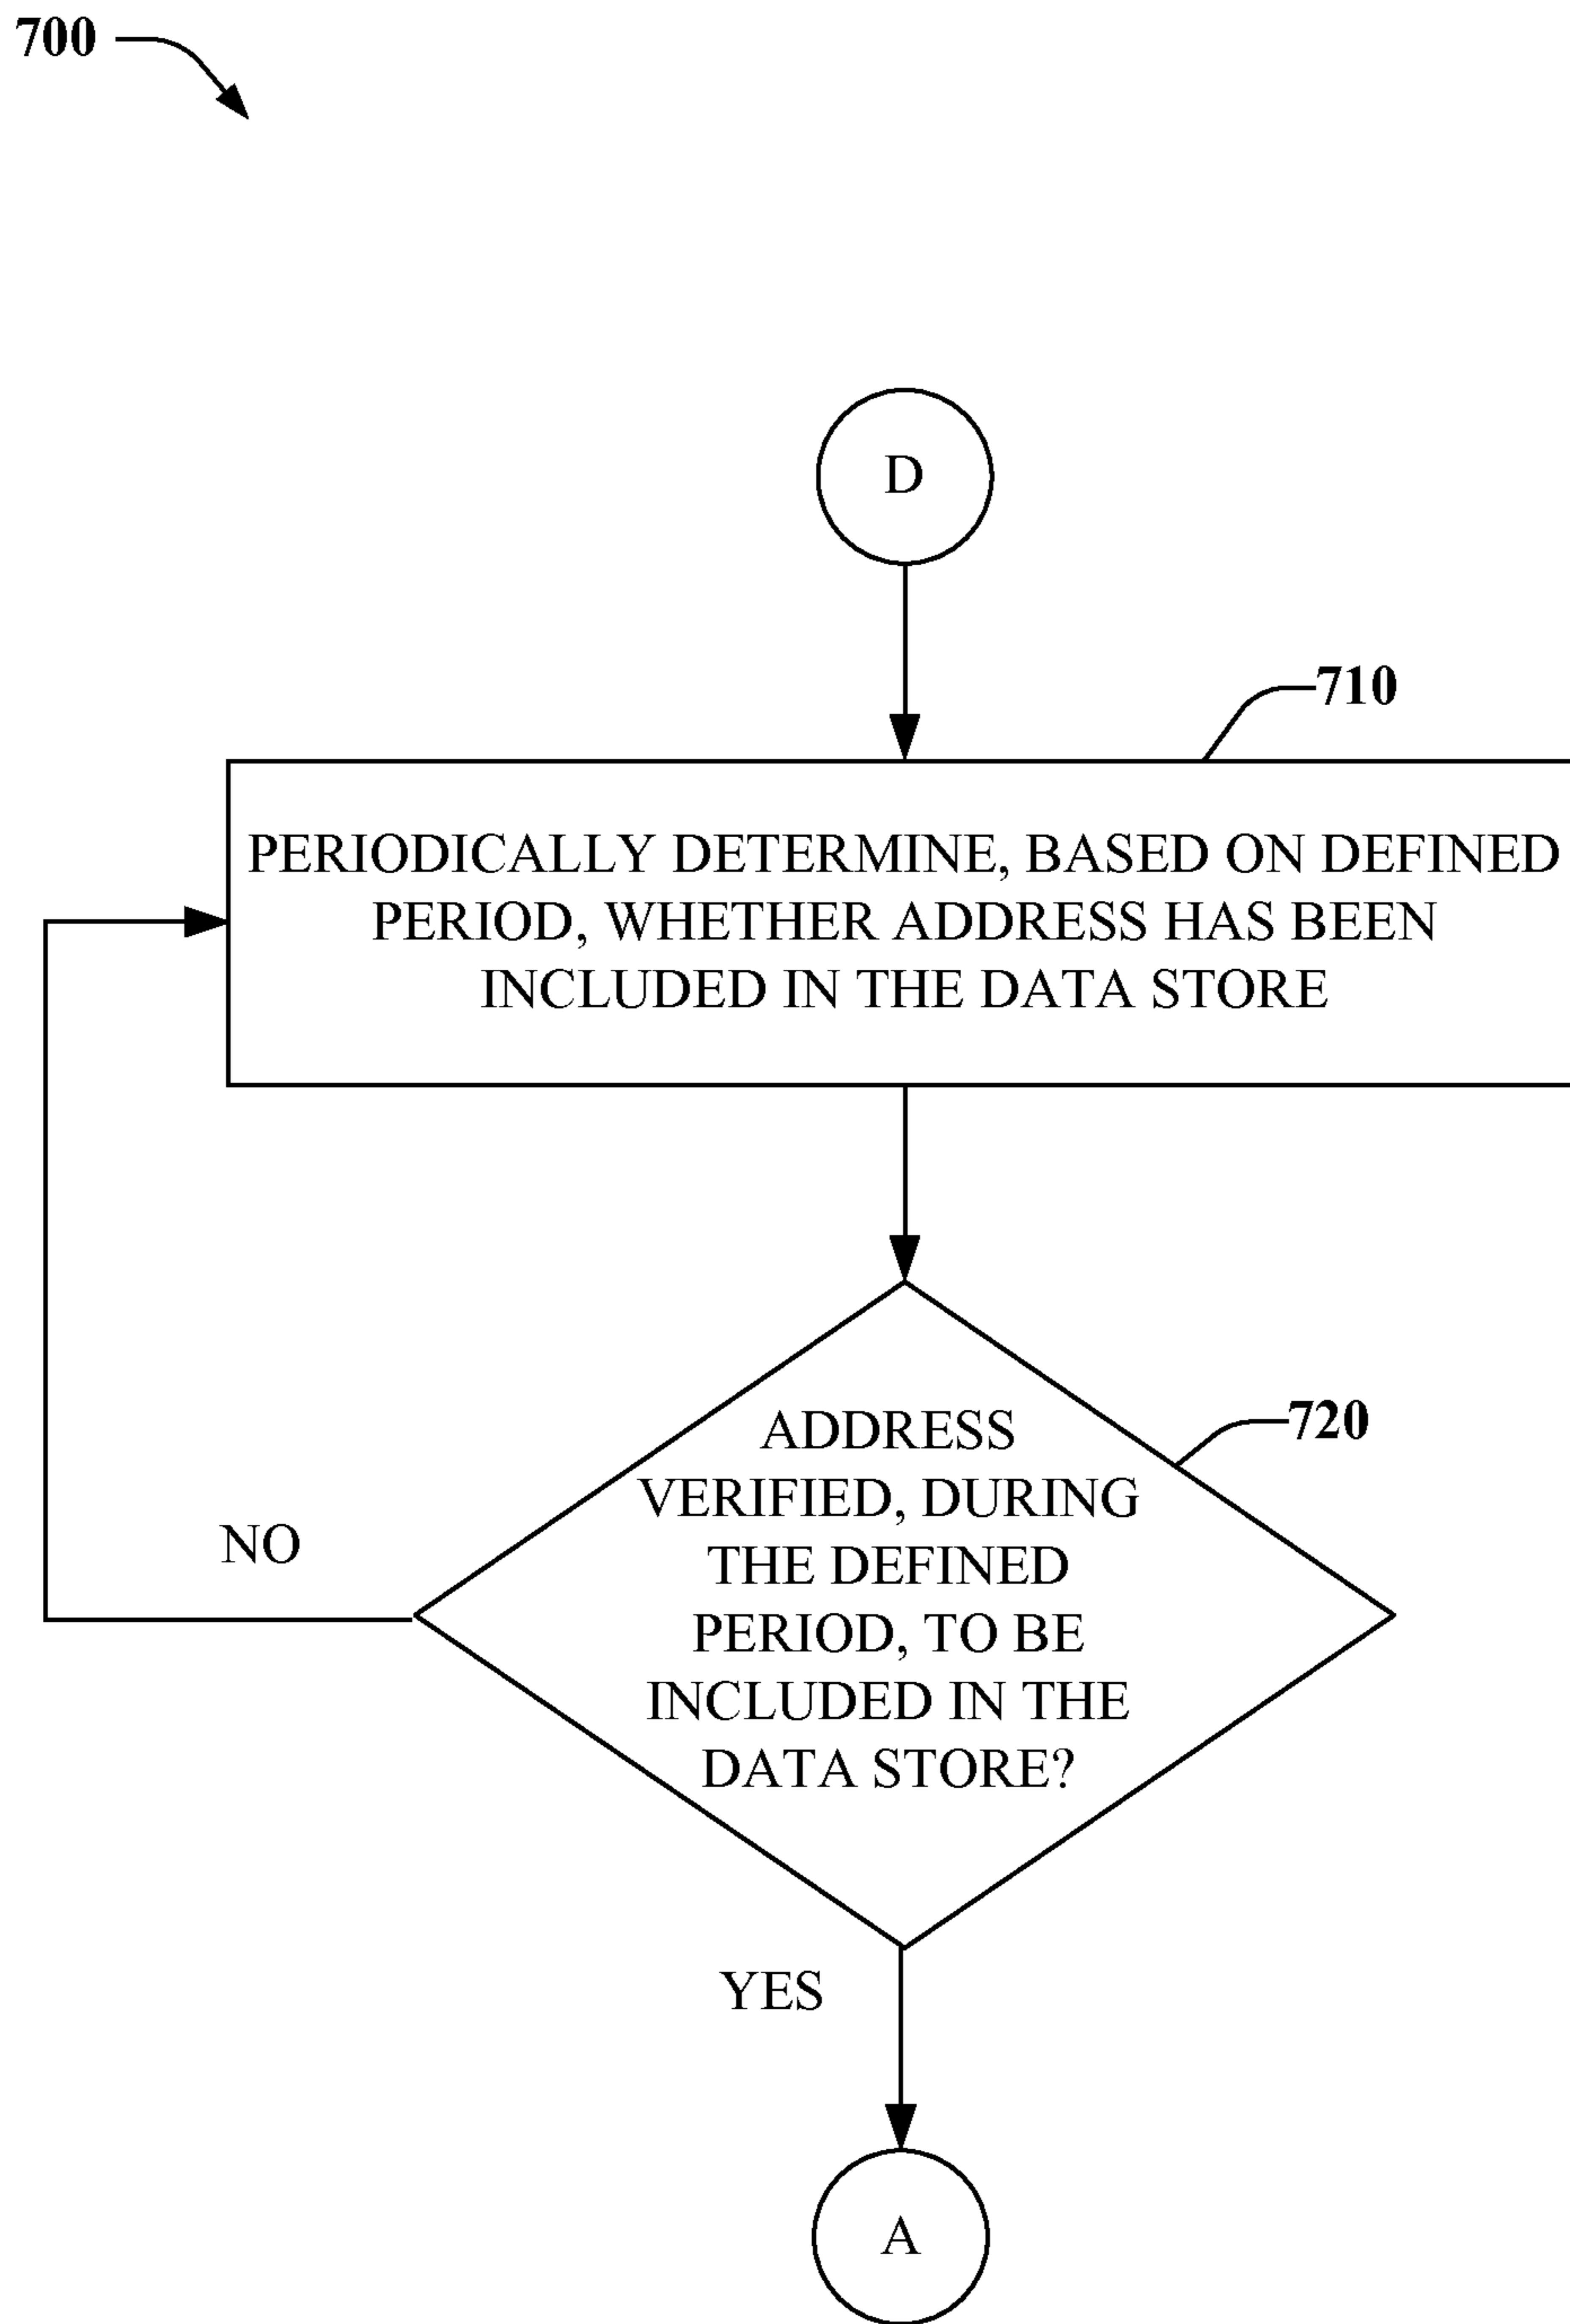 700
D
710
PERIODICALLY DETERMINE, BASED ON DEFINED
PERIOD, WHETHER ADDRESS HAS BEEN
INCLUDED IN THE DATA STORE
720
ADDRESS
VERIFIED, DURING
THE DEFINED
PERIOD, TO BE
INCLUDED IN THE
DATA STORE?
NO
YES
A